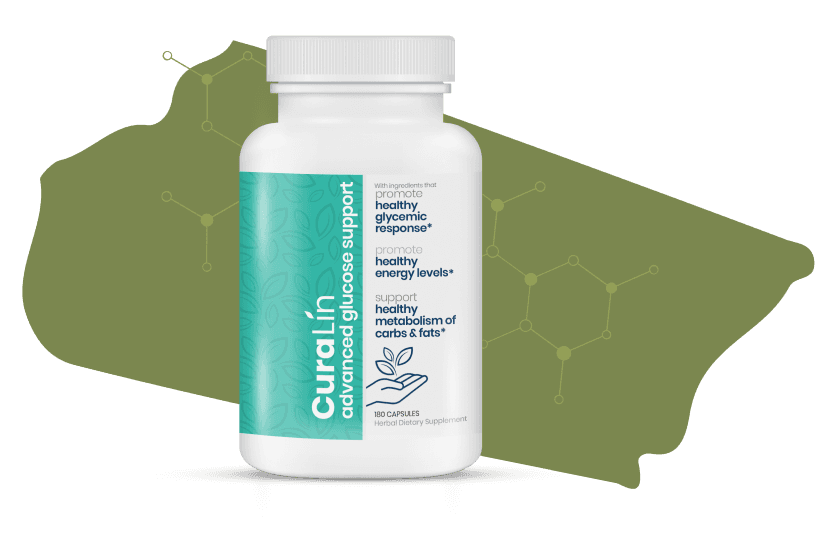 CuraLín
advanced glucose support
With ingredients that
promote
healthy
glycemic
response*
promote
healthy
energy levels*
support
healthy
metabolism of
carbs & fats*
180 CAPSULES
Herbal Dietary Supplement